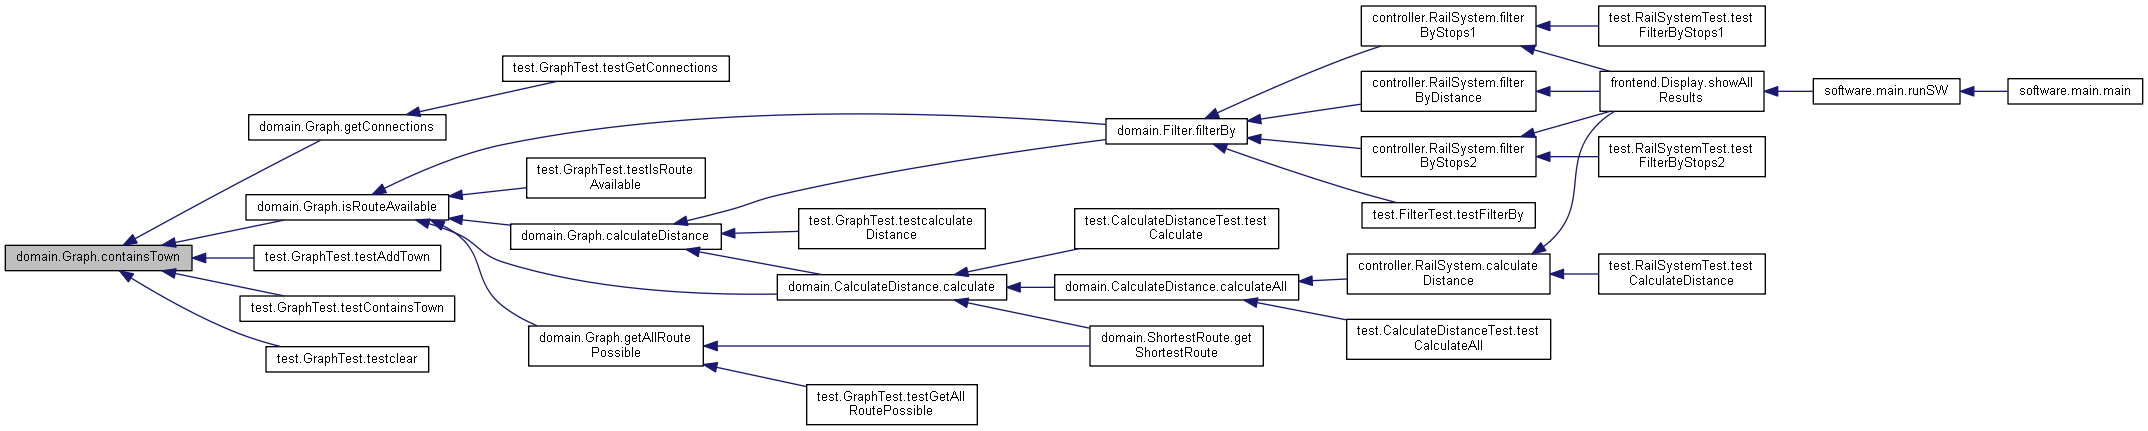 domain.Graph.containsTown
domain.Graph.getConnections
test.GraphTest.testGetConnections
domain.Graph.isRouteAvailable
test.GraphTest.testAddTown
test.GraphTest.testContainsTown
test.GraphTest.testclear
test.GraphTest.testIsRoute
Available
domain.Graph.calculateDistance
domain.Graph.getAllRoute
Possible
test.GraphTest.testcalculate
Distance
domain.CalculateDistance.calculate
test.GraphTest.testGetAll
RoutePossible
domain.Filter.filterBy
test.CalculateDistanceTest.test
Calculate
domain.CalculateDistance.calculateAll
domain.ShortestRoute.get
ShortestRoute
controller.RailSystem.filter
ByStops1
controller.RailSystem.filter
ByDistance
controller.RailSystem.filter
ByStops2
test.FilterTest.testFilterBy
controller.RailSystem.calculate
Distance
test.CalculateDistanceTest.test
CalculateAll
test.RailSystemTest.test
FilterByStops1
frontend.Display.showAll
Results
test.RailSystemTest.test
FilterByStops2
test.RailSystemTest.test
CalculateDistance
software.main.runSW
software.main.main